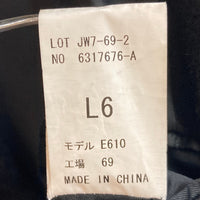 LOT JW7-69-2
NO 6317676-A
L6
モデル E610
工場 69
MADE IN CHINA